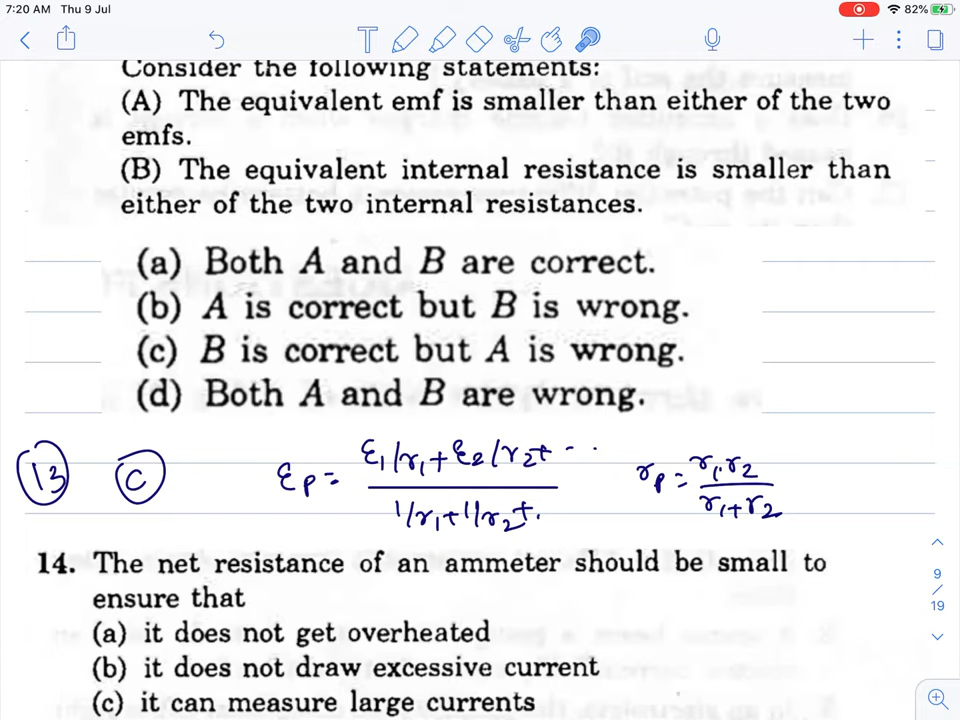 7:20 AM Thu 9 Jul
82%
Consider the following statements:
(A) The equivalent emf is smaller than either of the two
emfs.
(B) The equivalent internal resistance is smaller than
either of the two internal resistances.
(a) Both A and B are correct.
(b) A is correct but B is wrong.
(c) B is correct but A is wrong.
(d) Both A and B are wrong.
13 C εp = ε1/r1 + ε2/r2 + - - · / 1/r1 + 1/r2 + . rp = r1 r2 / r1 + r2
14. The net resistance of an ammeter should be small to
ensure that
(a) it does not get overheated
(b) it does not draw excessive current
(c) it can measure large currents
9
/
19